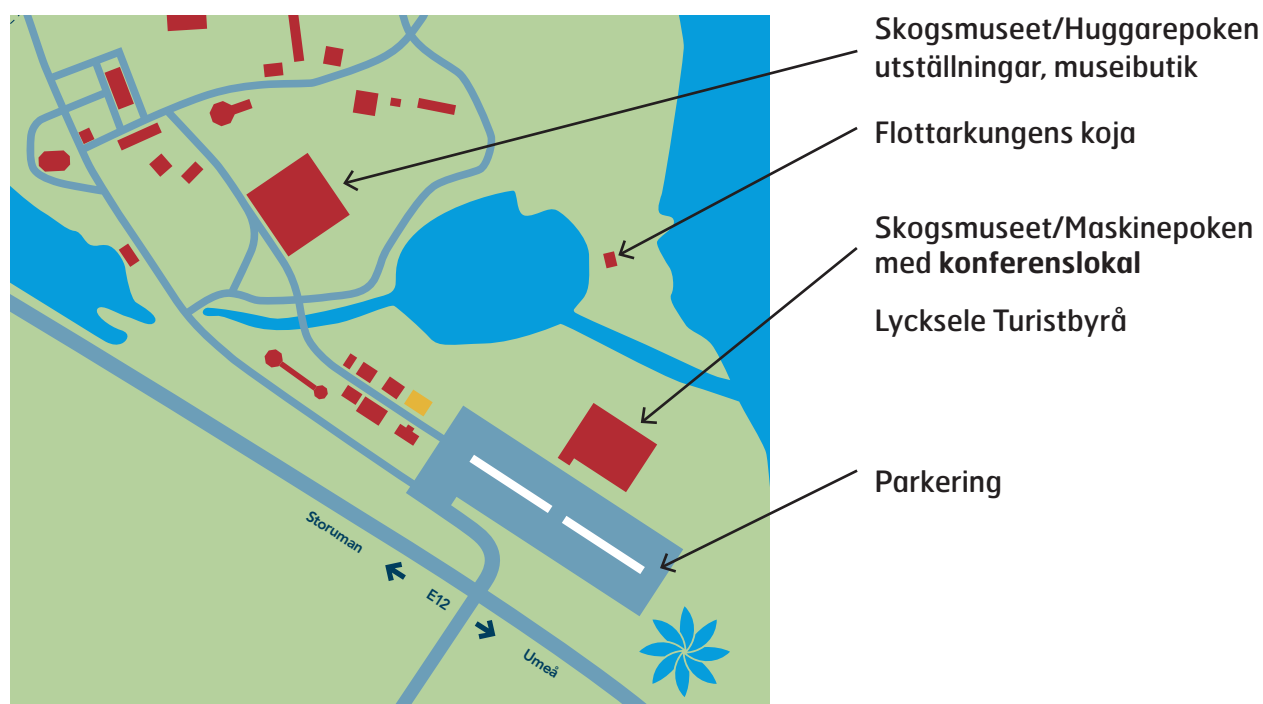 Skogsmuseet/Huggarepoken
utställningar, museibutik
Flottarkungens koja
Skogsmuseet/Maskinepoken
med konferenslokal
Lycksele Turistbyrå
Parkering
Storuman
E12
Umeå